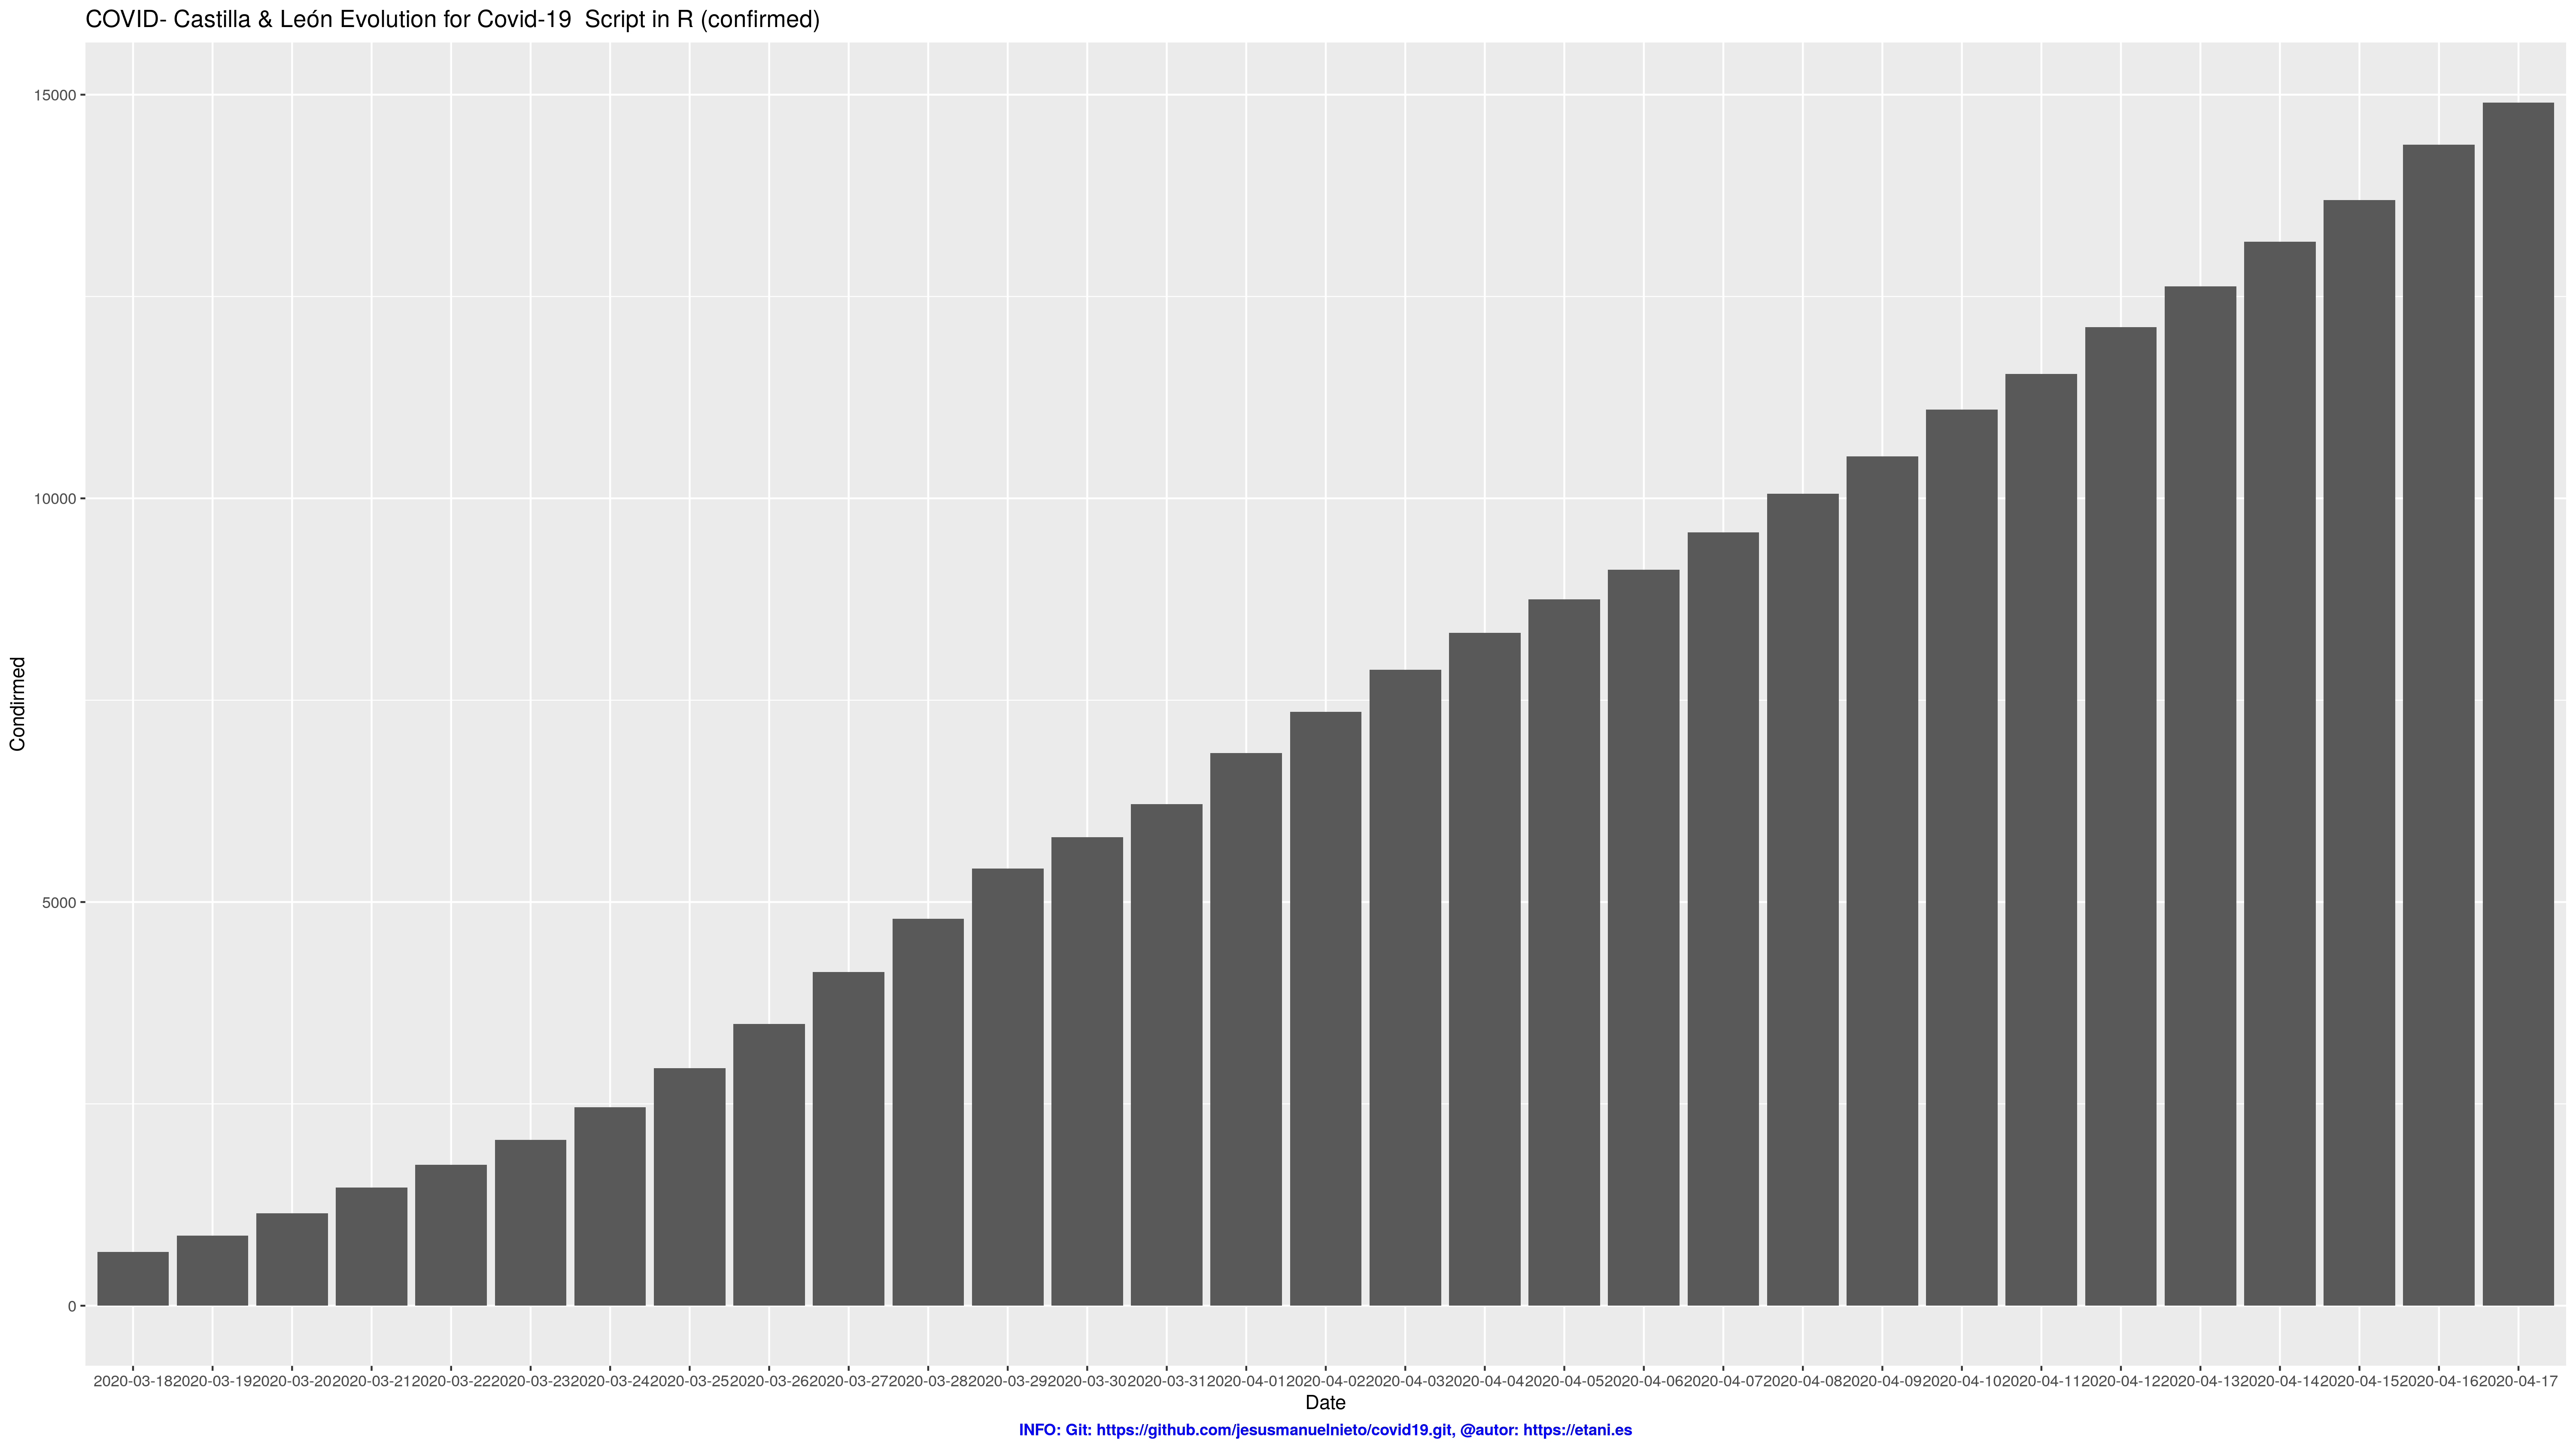 COVID- Castilla & León Evolution for Covid-19  Script in R (confirmed)
15000
10000
5000
0
Condirmed
2020-03-18 2020-03-19 2020-03-20 2020-03-21 2020-03-22 2020-03-23 2020-03-24 2020-03-25 2020-03-26 2020-03-27 2020-03-28 2020-03-29 2020-03-30 2020-03-31 2020-04-01 2020-04-02 2020-04-03 2020-04-04 2020-04-05 2020-04-06 2020-04-07 2020-04-08 2020-04-09 2020-04-10 2020-04-11 2020-04-12 2020-04-13 2020-04-14 2020-04-15 2020-04-16 2020-04-17
Date
INFO: Git: https://github.com/jesusmanuelnieto/covid19.git, @autor: https://etani.es